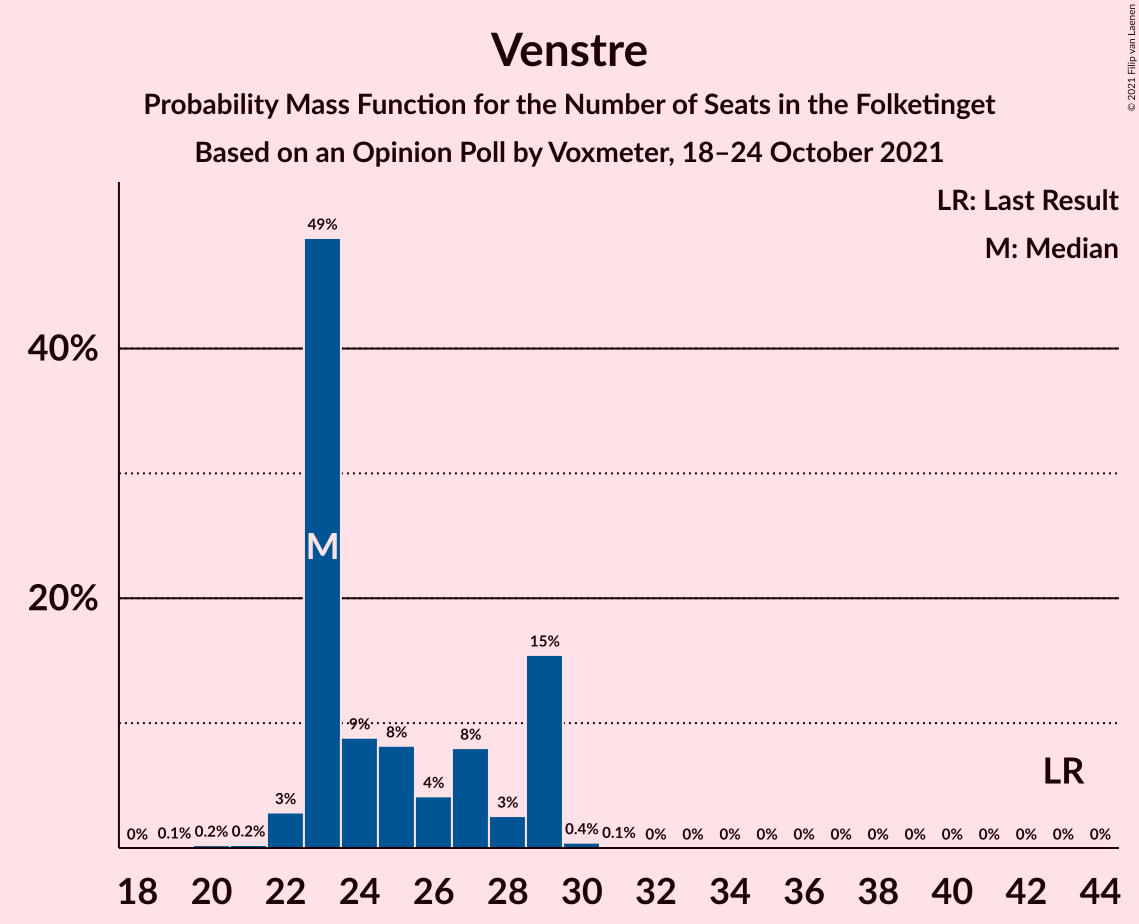 Venstre
Probability Mass Function for the Number of Seats in the Folketinget
Based on an Opinion Poll by Voxmeter, 18–24 October 2021
© 2021 Filip van Laenen
LR: Last Result
M: Median
49%
40%
M
20%
15%
9%
8%
8%
LR
4%
3%
3%
0% 0.1% 0.2% 0.2% 0.4% 0.1% 0% 0% 0% 0% 0% 0% 0% 0% 0% 0% 0% 0% 0%
18 20 22 24 26 28 30 32 34 36 38 40 42 44